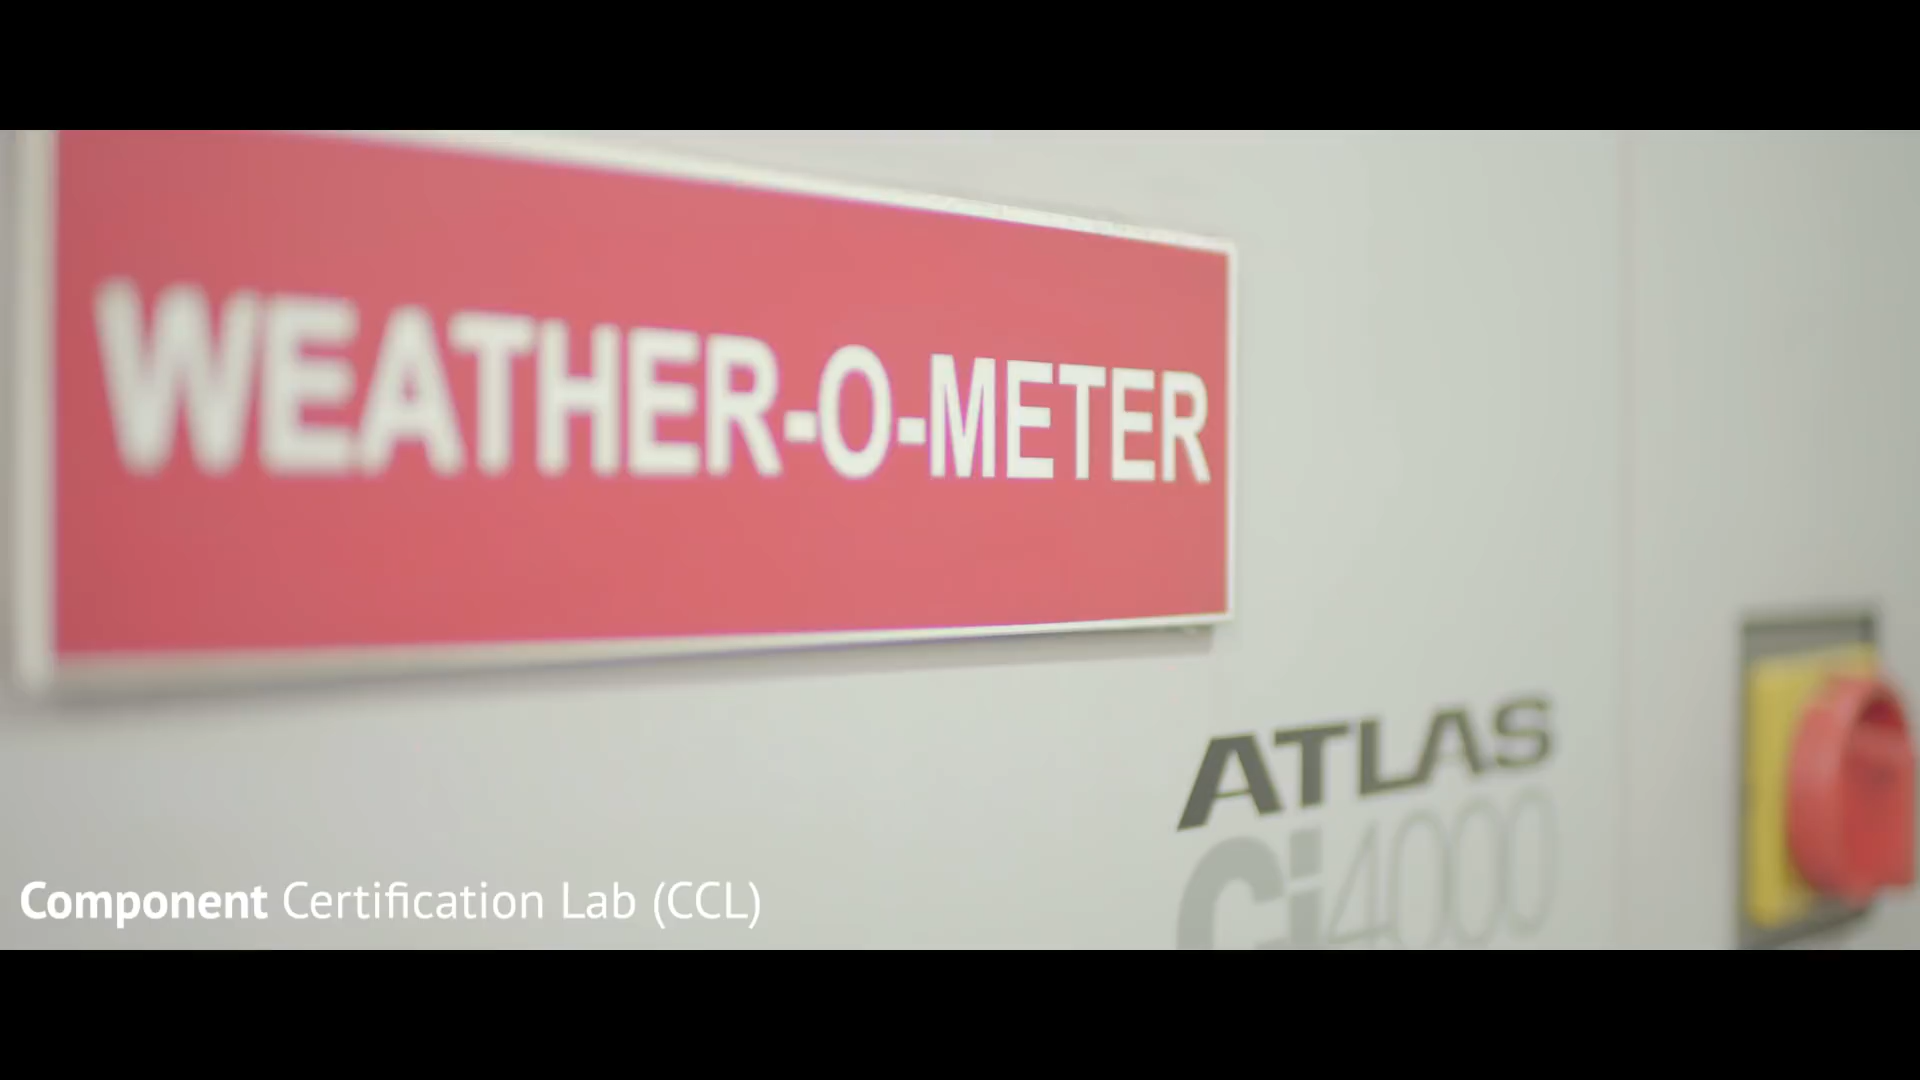 WEATHER-O-METER
ATLAS
Ci4000
Component Certification Lab (CCL)